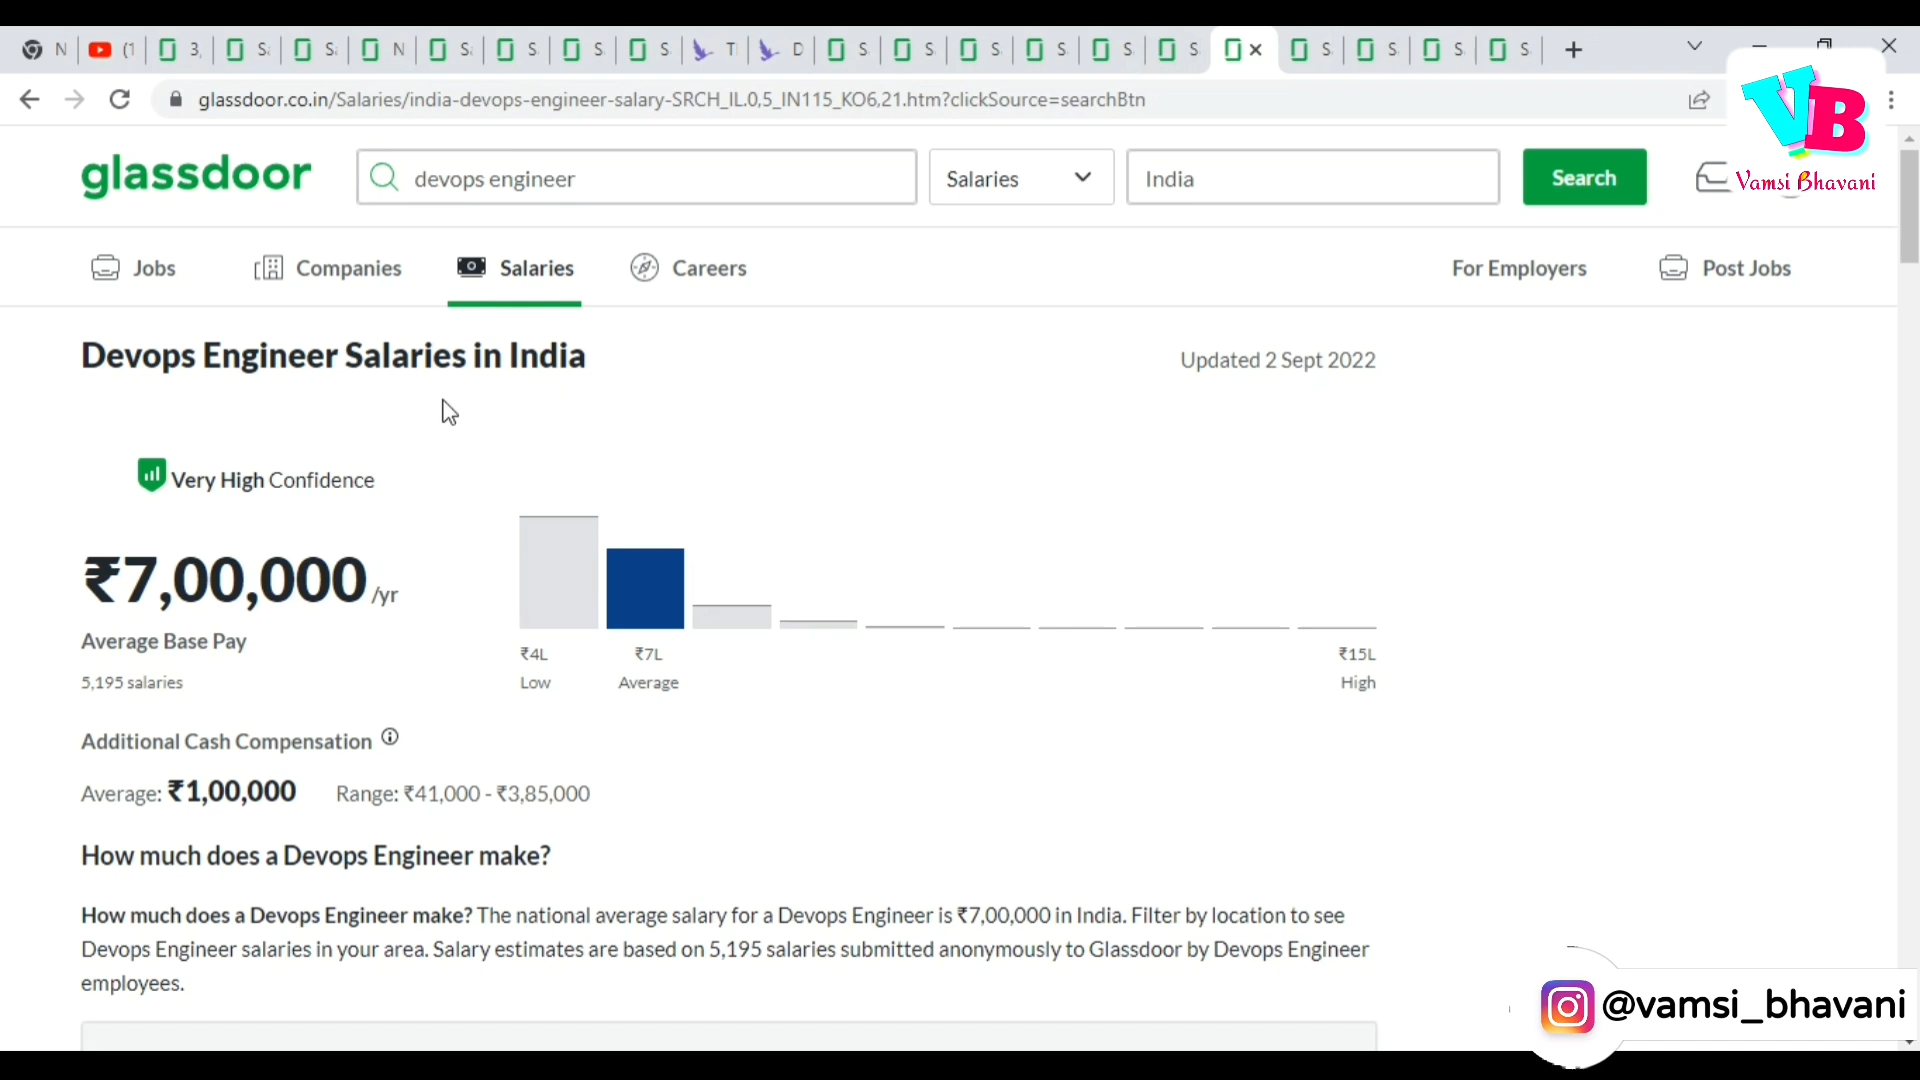 N
(1
3,
Sa
Sa
N
Sa
S
S
S
T
D
S
S
S
S
S
S
S
S
S
S
glassdoor.co.in/Salaries/india-devops-engineer-salary-SRCH_IL.0,5_IN115_KO6,21.htm?clickSource=searchBtn
VB
Vamsi Bhavani
glassdoor
devops engineer
Salaries
India
Search
Jobs
Companies
Salaries
Careers
For Employers
Post Jobs
Devops Engineer Salaries in India
Updated 2 Sept 2022
Very High Confidence
₹7,00,000 /yr
Average Base Pay
5,195 salaries
₹4L
Low
₹7L
Average
₹15L
High
Additional Cash Compensation
Average: ₹1,00,000
Range: ₹41,000 - ₹3,85,000
How much does a Devops Engineer make?
How much does a Devops Engineer make? The national average salary for a Devops Engineer is ₹7,00,000 in India. Filter by location to see
Devops Engineer salaries in your area. Salary estimates are based on 5,195 salaries submitted anonymously to Glassdoor by Devops Engineer
employees.
@vamsi_bhavani